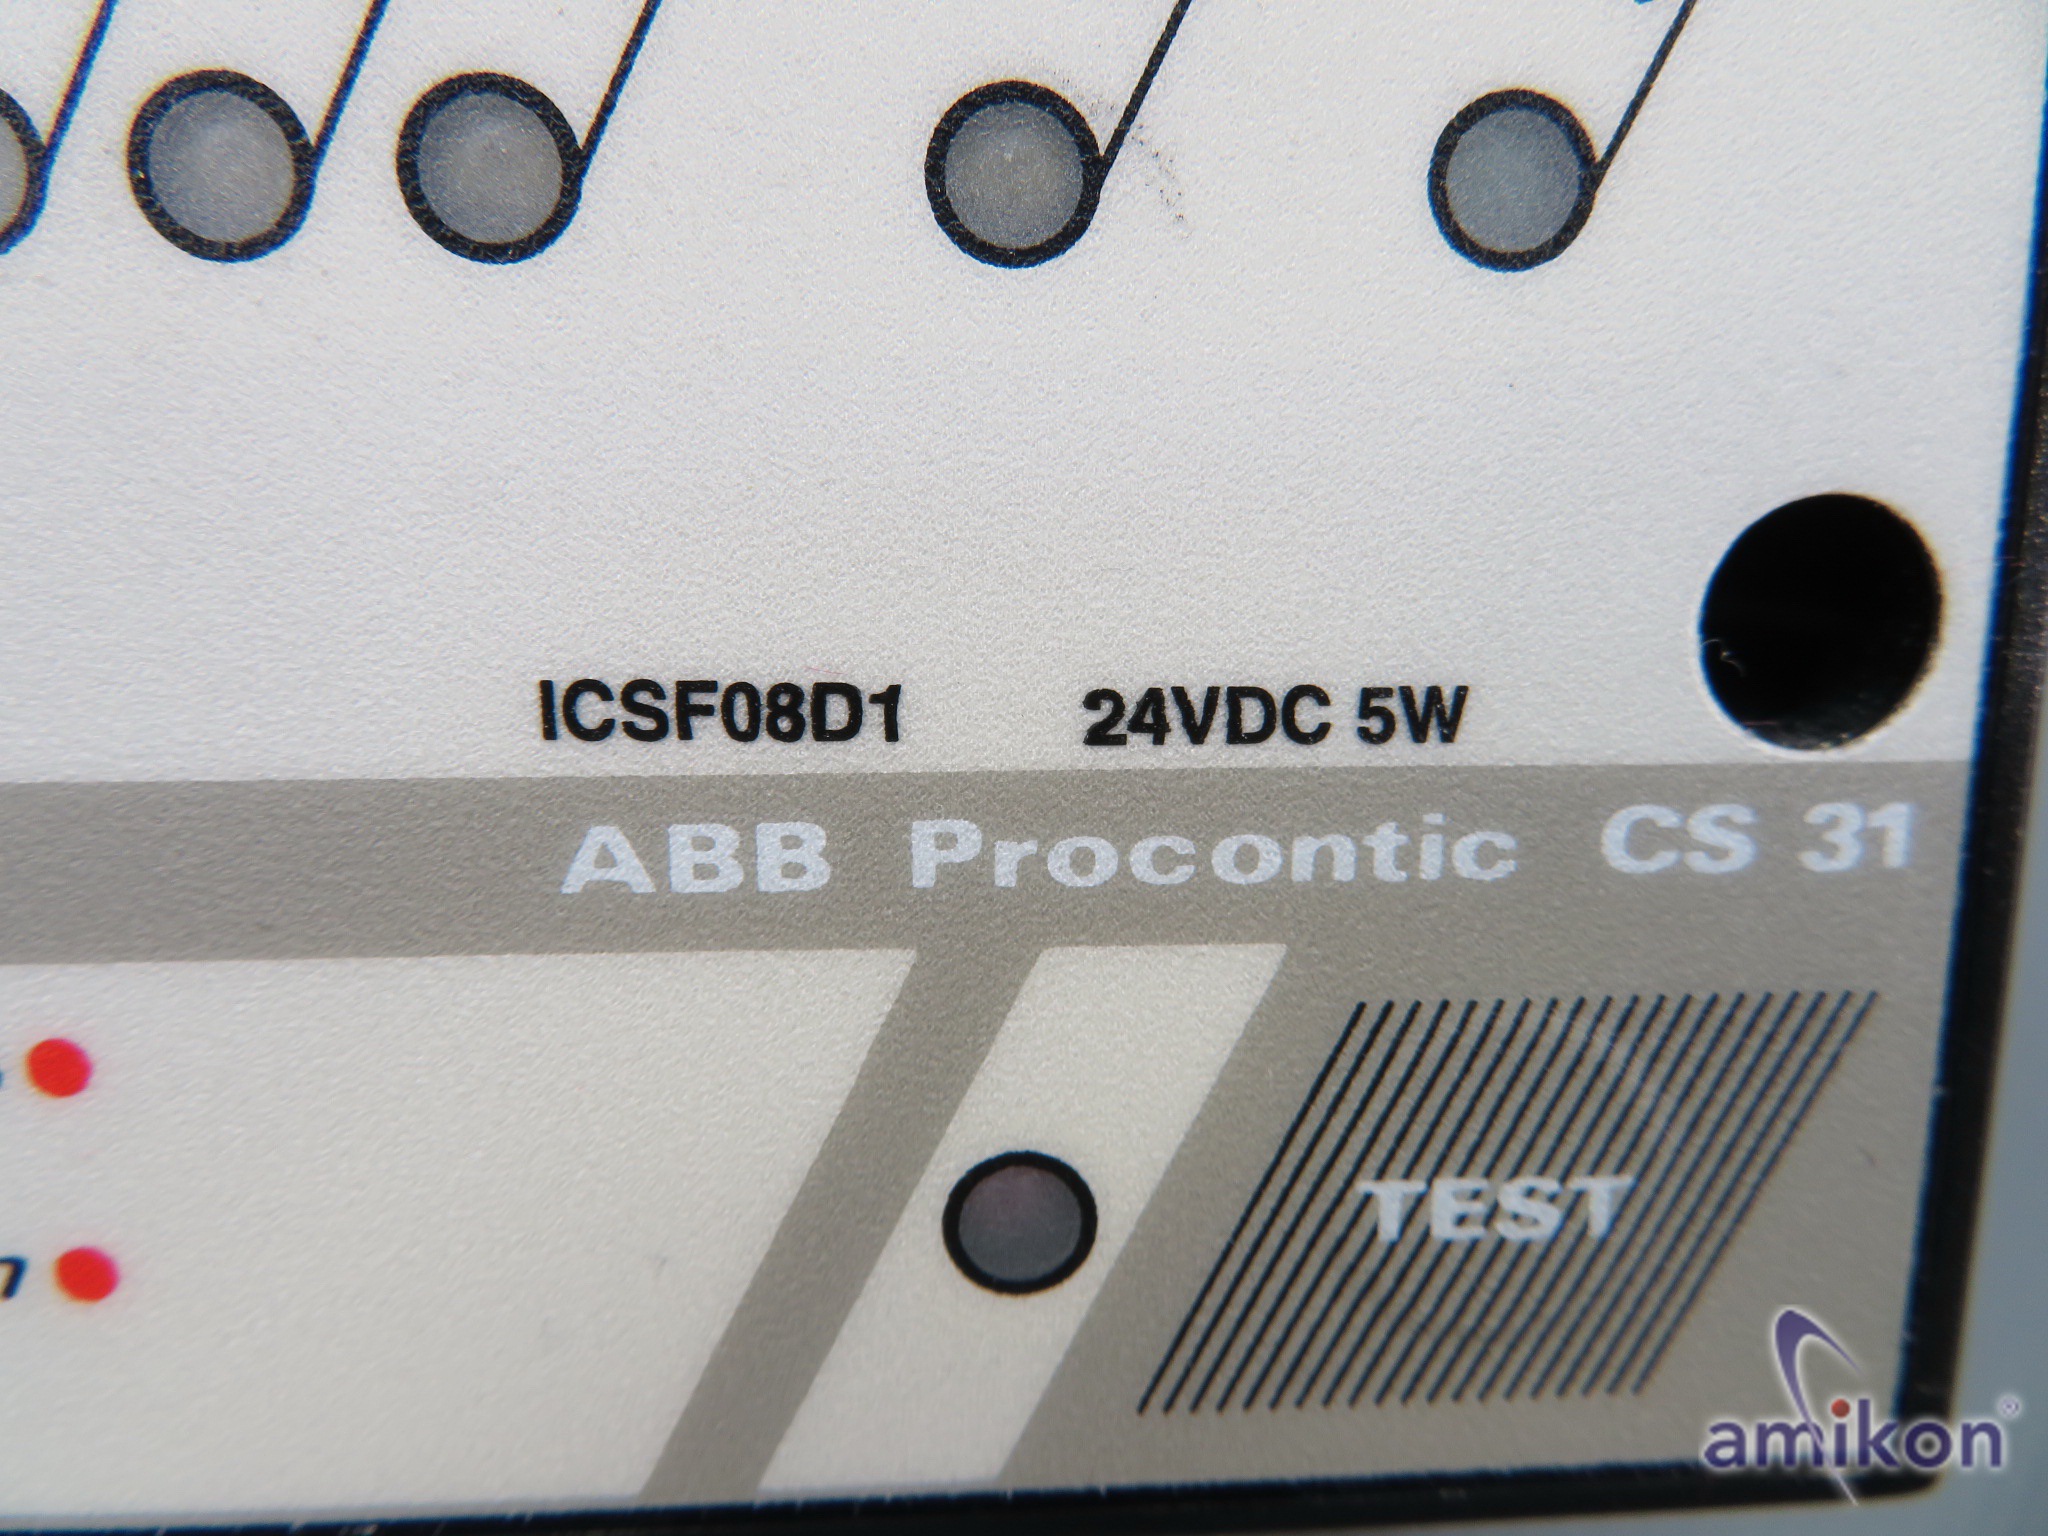 ICSF08D1 24VDC 5W
ABB Procontic CS 31
TEST
amikon®